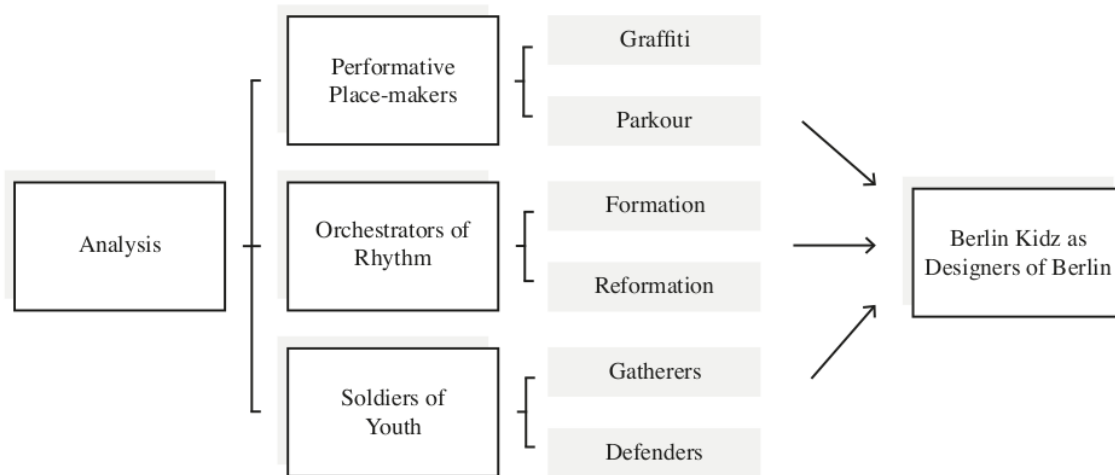 Analysis
Performative
Place-makers
Graffiti
Parkour
Orchestrators of
Rhythm
Formation
Reformation
Soldiers of
Youth
Gatherers
Defenders
Berlin Kidz as
Designers of Berlin